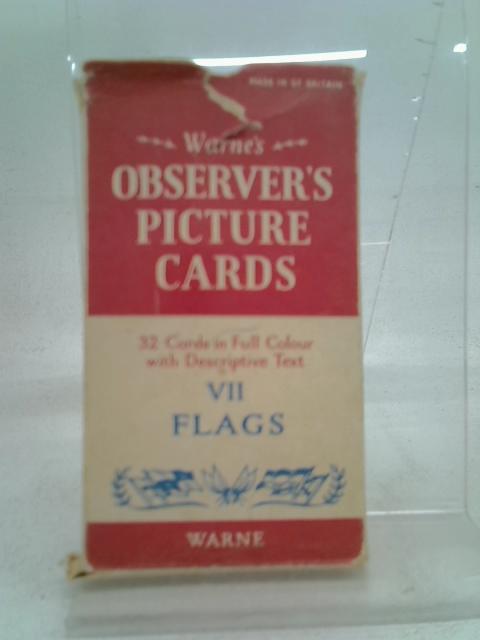 MADE IN GT BRITAIN
Warne's
OBSERVER'S
PICTURE
CARDS
32 Cards in Full Colour
with Descriptive Text
VII
FLAGS
WARNE